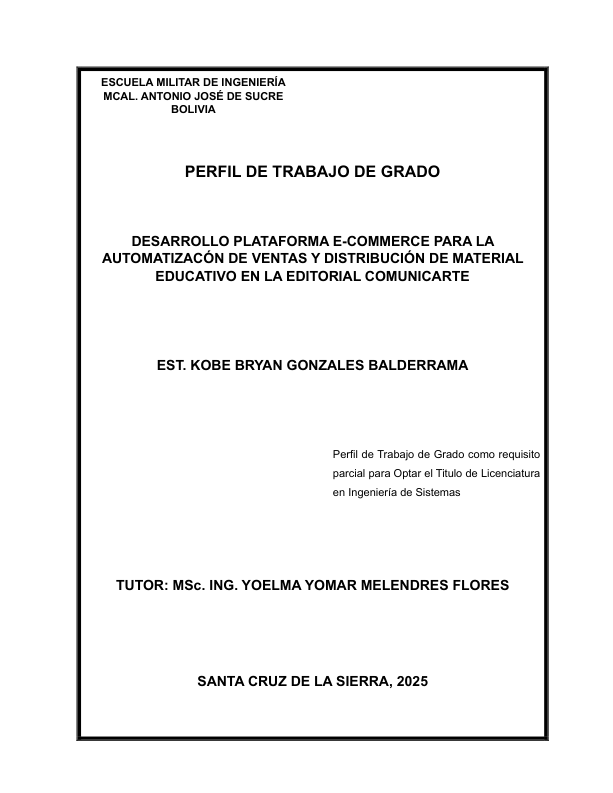 ESCUELA MILITAR DE INGENIERÍA
MCAL. ANTONIO JOSÉ DE SUCRE
BOLIVIA
PERFIL DE TRABAJO DE GRADO
DESARROLLO PLATAFORMA E-COMMERCE PARA LA
AUTOMATIZACÓN DE VENTAS Y DISTRIBUCIÓN DE MATERIAL
EDUCATIVO EN LA EDITORIAL COMUNICARTE
EST. KOBE BRYAN GONZALES BALDERRAMA
Perfil de Trabajo de Grado como requisito
parcial para Optar el Titulo de Licenciatura
en Ingeniería de Sistemas
TUTOR: MSc. ING. YOELMA YOMAR MELENDRES FLORES
SANTA CRUZ DE LA SIERRA, 2025